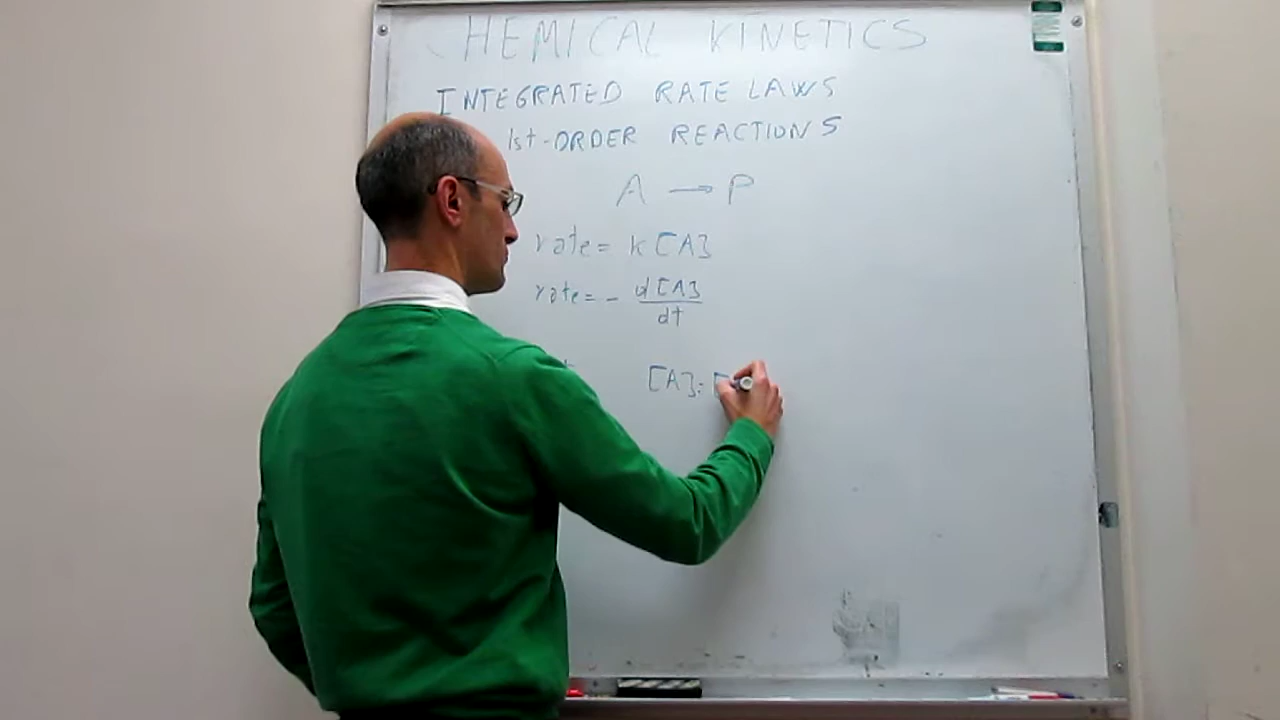 CHEMICAL KINETICS
INTEGRATED RATE LAWS
1st-ORDER REACTIONS
A → P
rate = k[A]
rate = - d[A]
dt
[A] = [